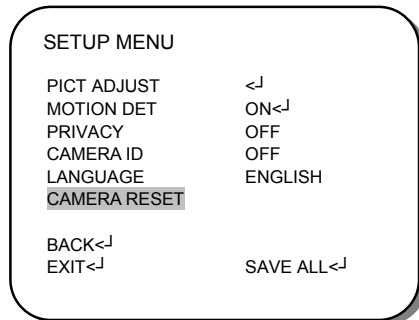 SETUP MENU
PICT ADJUST <┘
MOTION DET ON<┘
PRIVACY OFF
CAMERA ID OFF
LANGUAGE ENGLISH
CAMERA RESET
BACK<┘
EXIT<┘ SAVE ALL<┘